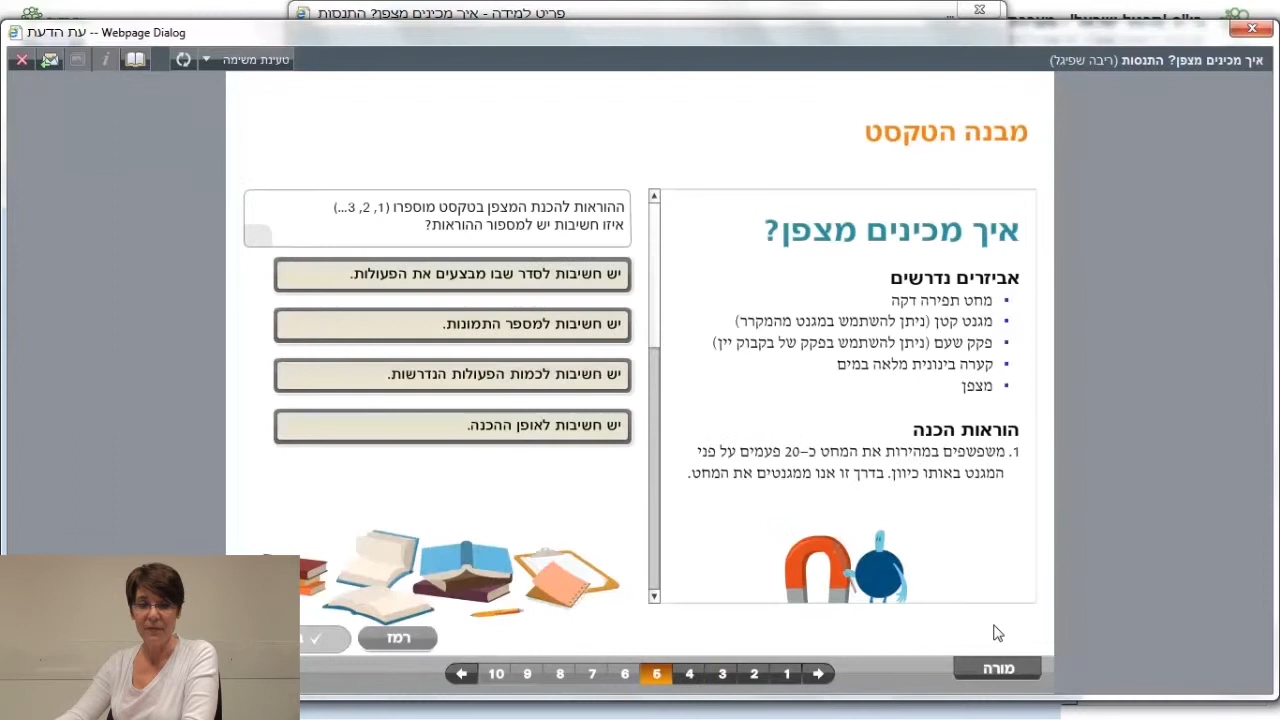 פריט למידה - איך מכינים מצפן? התנסות
עת הדעת -- Webpage Dialog
טעינת משימה
איך מכינים מצפן? התנסות (ריבה שפיגל)
מבנה הטקסט
איך מכינים מצפן?
אביזרים נדרשים
▪ מחט תפירה דקה
▪ מגנט קטן (ניתן להשתמש במגנט מהמקרר)
▪ פקק שעם (ניתן להשתמש בפקק של בקבוק יין)
▪ קערה בינונית מלאה במים
▪ מצפן
הוראות הכנה
1. משפשפים במהירות את המחט כ-20 פעמים על פני
המגנט באותו כיוון. בדרך זו אנו ממגנטים את המחט.
ההוראות להכנת המצפן בטקסט מוספרו (1, 2, 3...)
איזו חשיבות יש למספור ההוראות?
יש חשיבות לסדר שבו מבצעים את הפעולות.
יש חשיבות למספר התמונות.
יש חשיבות לכמות הפעולות הנדרשות.
יש חשיבות לאופן ההכנה.
רמז
מורה
1 2 3 4 5 6 7 8 9 10